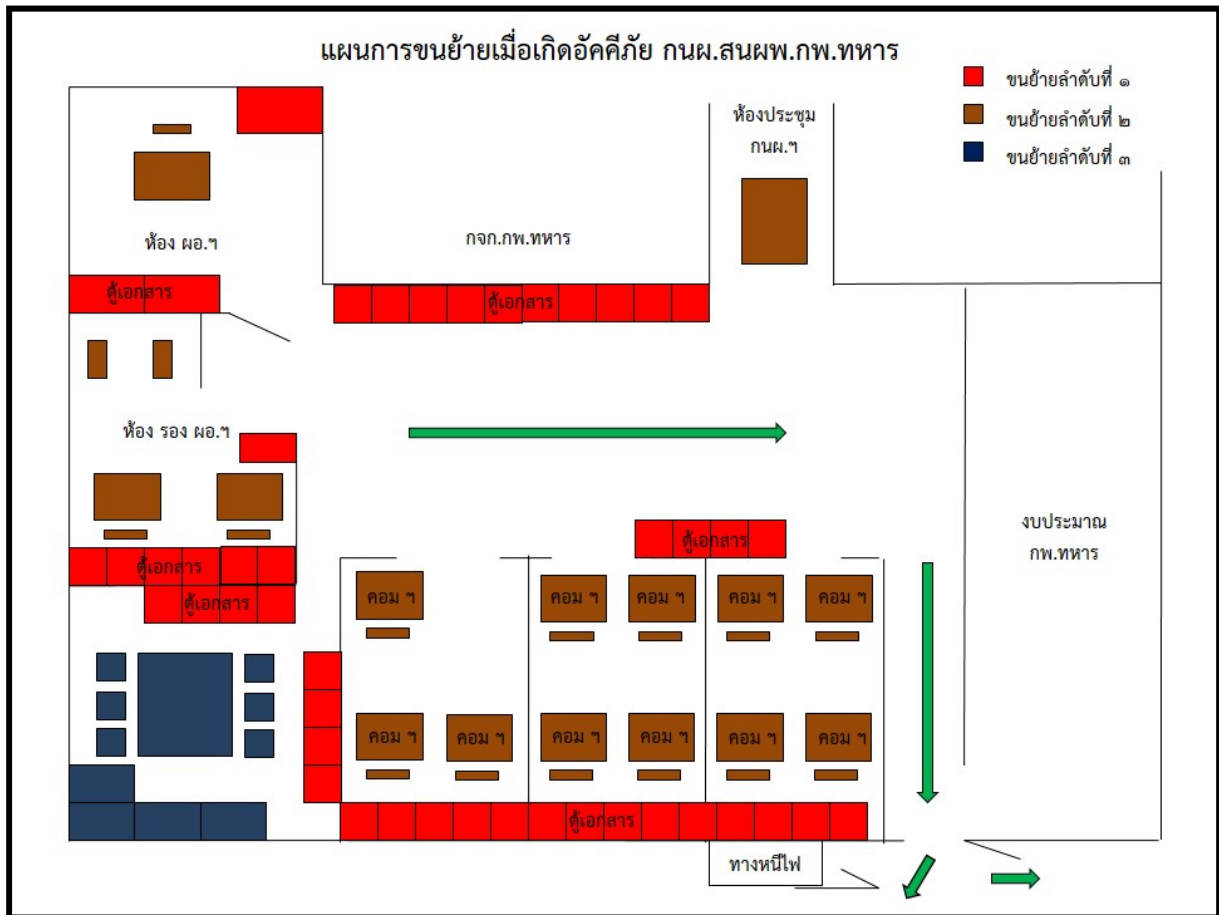 แผนการขนย้ายเมื่อเกิดอัคคีภัย กนผ.สนผพ.กพ.ทหาร
ขนย้ายลำดับที่ ๑
ขนย้ายลำดับที่ ๒
ขนย้ายลำดับที่ ๓
ห้องประชุม
กนผ.ฯ
ห้อง ผอ.ฯ
กจก.กพ.ทหาร
ตู้เอกสาร
ตู้เอกสาร
ห้อง รอง ผอ.ฯ
งบประมาณ
กพ.ทหาร
ตู้เอกสาร
ตู้เอกสาร
ตู้เอกสาร
คอม ฯ
คอม ฯ
คอม ฯ
คอม ฯ
คอม ฯ
คอม ฯ
คอม ฯ
คอม ฯ
คอม ฯ
คอม ฯ
คอม ฯ
ตู้เอกสาร
ทางหนีไฟ